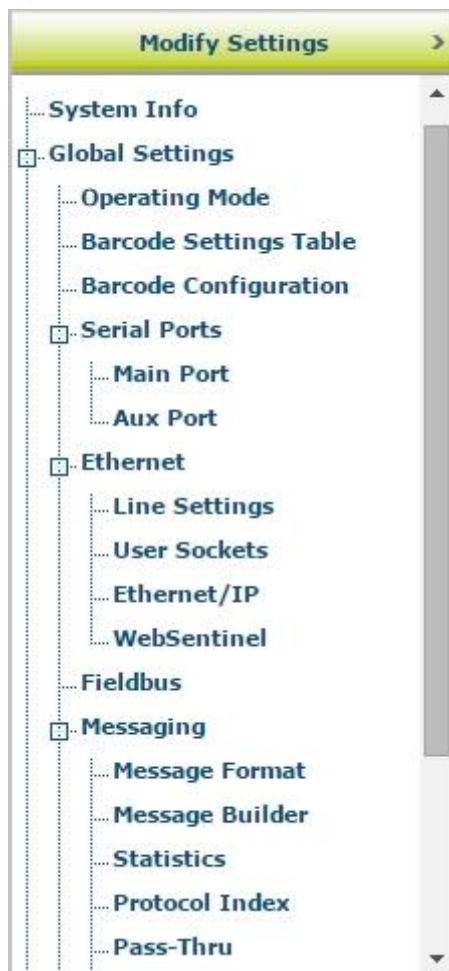 Modify Settings
System Info
Global Settings
Operating Mode
Barcode Settings Table
Barcode Configuration
Serial Ports
Main Port
Aux Port
Ethernet
Line Settings
User Sockets
Ethernet/IP
WebSentinel
Fieldbus
Messaging
Message Format
Message Builder
Statistics
Protocol Index
Pass-Thru